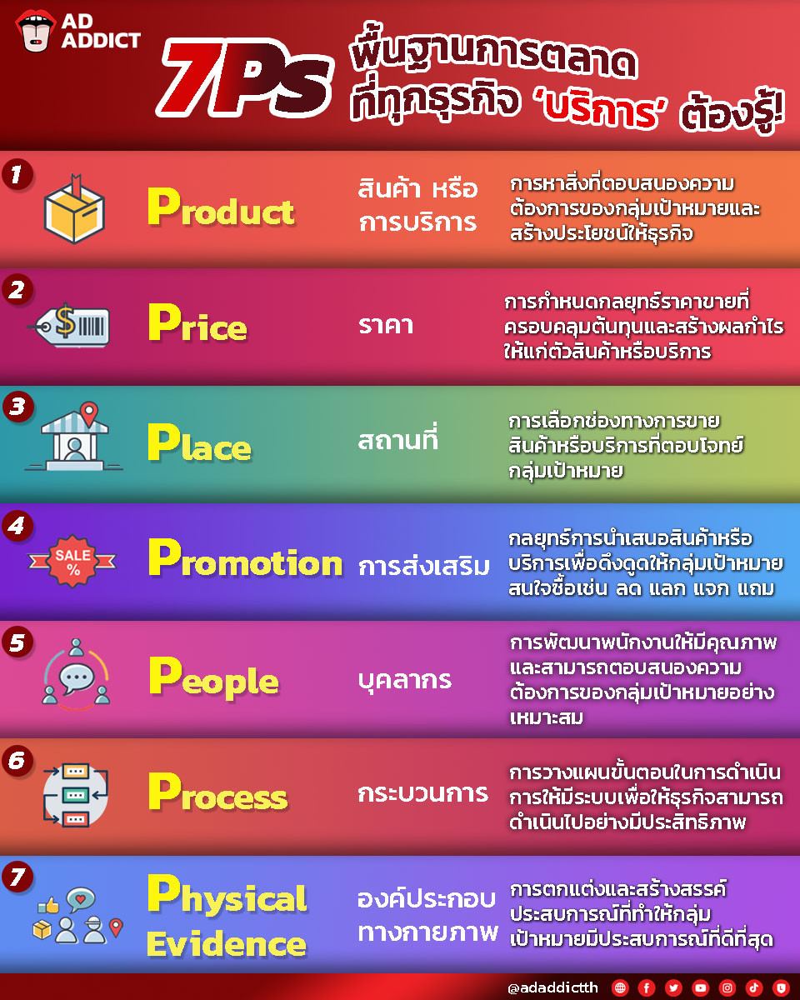 AD
ADDICT
7Ps
พื้นฐานการตลาด
ที่ทุกธุรกิจ ‘บริการ’ ต้องรู้!
1
Product
สินค้า หรือ
การบริการ
การหาสิ่งที่ตอบสนองความ
ต้องการของกลุ่มเป้าหมายและ
สร้างประโยชน์ให้ธุรกิจ
2
Price
ราคา
การกำหนดกลยุทธ์ราคาขายที่
ครอบคลุมต้นทุนและสร้างผลกำไร
ให้แก่ตัวสินค้าหรือบริการ
3
Place
สถานที่
การเลือกช่องทางการขาย
สินค้าหรือบริการที่ตอบโจทย์
กลุ่มเป้าหมาย
4
SALE
%
Promotion
การส่งเสริม
กลยุทธ์การนำเสนอสินค้าหรือ
บริการเพื่อดึงดูดให้กลุ่มเป้าหมาย
สนใจซื้อเช่น ลด แลก แจก แถม
5
People
บุคลากร
การพัฒนาพนักงานให้มีคุณภาพ
และสามารถตอบสนองความ
ต้องการของกลุ่มเป้าหมายอย่าง
เหมาะสม
6
Process
กระบวนการ
การวางแผนขั้นตอนในการดำเนิน
การให้มีระบบเพื่อให้ธุรกิจสามารถ
ดำเนินไปอย่างมีประสิทธิภาพ
7
Physical
Evidence
องค์ประกอบ
ทางกายภาพ
การตกแต่งและสร้างสรรค์
ประสบการณ์ที่ทำให้กลุ่ม
เป้าหมายมีประสบการณ์ที่ดีที่สุด
@adaddictth